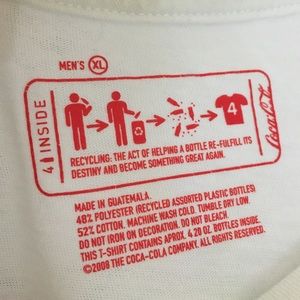 MEN'S XL
4 INSIDE
4
Coca-Cola
RECYCLING: THE ACT OF HELPING A BOTTLE RE-FULFILL ITS
DESTINY AND BECOME SOMETHING GREAT AGAIN.
MADE IN GUATEMALA.
48% POLYESTER (RECYCLED ASSORTED PLASTIC BOTTLES)
52% COTTON. MACHINE WASH COLD. TUMBLE DRY LOW.
DO NOT IRON ON DECORATION. DO NOT BLEACH.
THIS T-SHIRT CONTAINS APROX. 4 20 OZ. BOTTLES INSIDE.
©2008 THE COCA-COLA COMPANY. ALL RIGHTS RESERVED.